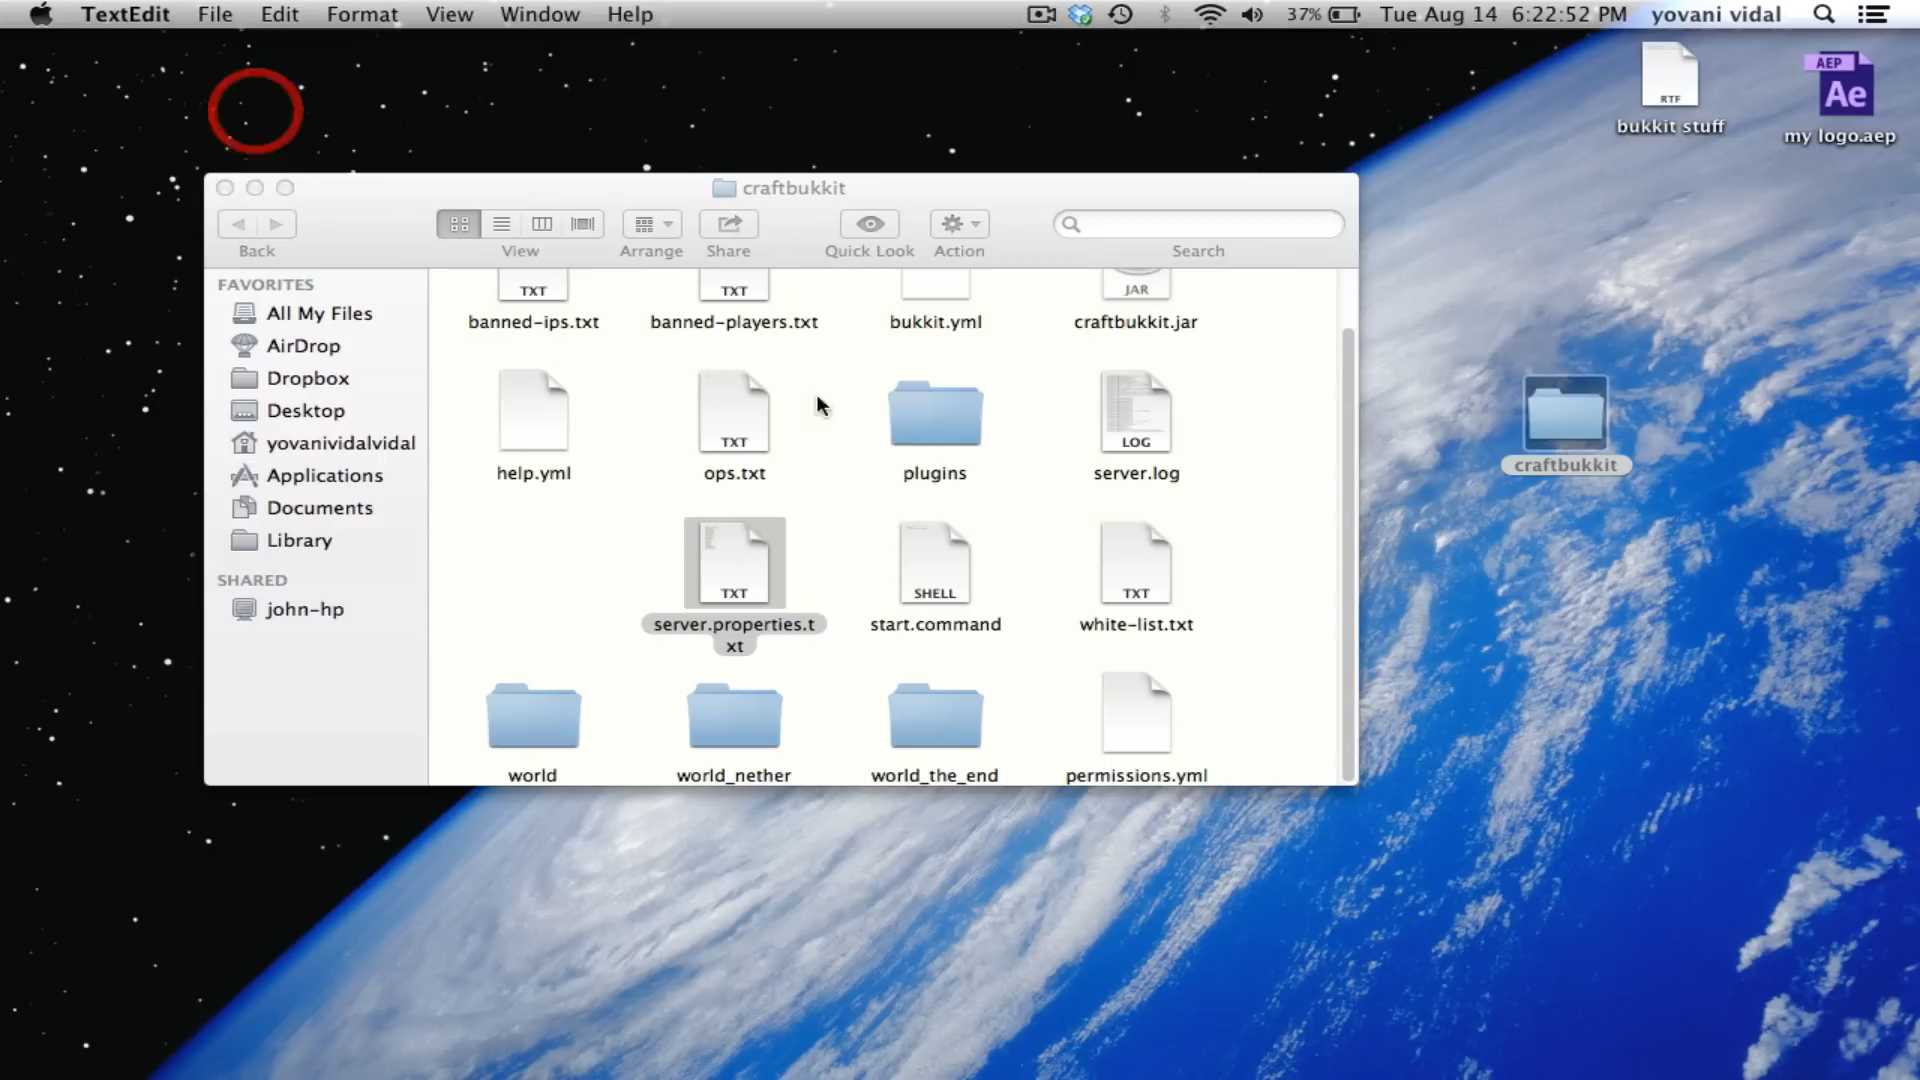 TextEdit File Edit Format View Window Help 37% Tue Aug 14 6:22:52 PM yovani vidal
RTF
bukkit stuff
AEP
Ae
my logo.aep
craftbukkit
Back View Arrange Share Quick Look Action Search
FAVORITES
All My Files
AirDrop
Dropbox
Desktop
yovanividalvidal
Applications
Documents
Library
SHARED
john-hp
TXT TXT JAR
banned-ips.txt banned-players.txt bukkit.yml craftbukkit.jar
TXT LOG
help.yml ops.txt plugins server.log
TXT SHELL TXT
server.properties.t start.command white-list.txt
xt
world world_nether world_the_end permissions.yml
craftbukkit